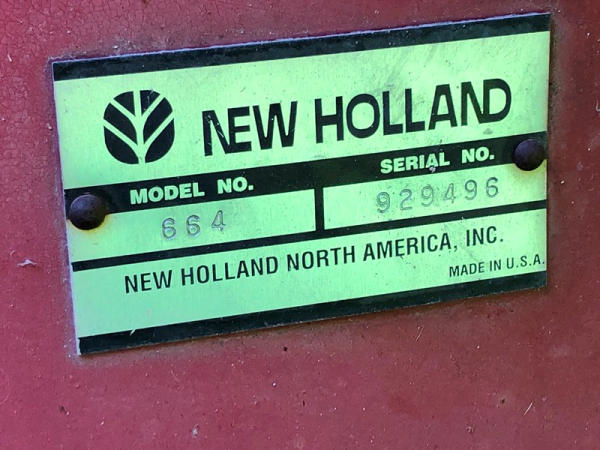 NEW HOLLAND
MODEL NO.
664
SERIAL NO.
929496
NEW HOLLAND NORTH AMERICA, INC.
MADE IN U.S.A.